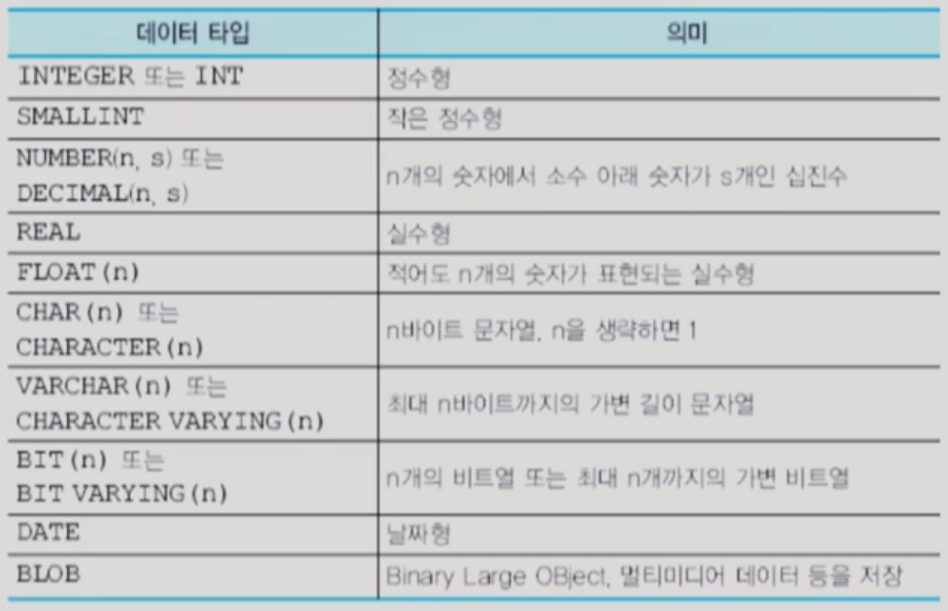 데이터 타입
의미
INTEGER 또는 INT
정수형
SMALLINT
작은 정수형
NUMBER(n, s) 또는
DECIMAL(n, s)
n개의 숫자에서 소수 아래 숫자가 s개인 십진수
REAL
실수형
FLOAT(n)
적어도 n개의 숫자가 표현되는 실수형
CHAR(n) 또는
CHARACTER(n)
n바이트 문자열, n을 생략하면 1
VARCHAR(n) 또는
CHARACTER VARYING(n)
최대 n바이트까지의 가변 길이 문자열
BIT(n) 또는
BIT VARYING(n)
n개의 비트열 또는 최대 n개까지의 가변 비트열
DATE
날짜형
BLOB
Binary Large OBject, 멀티미디어 데이터 등을 저장